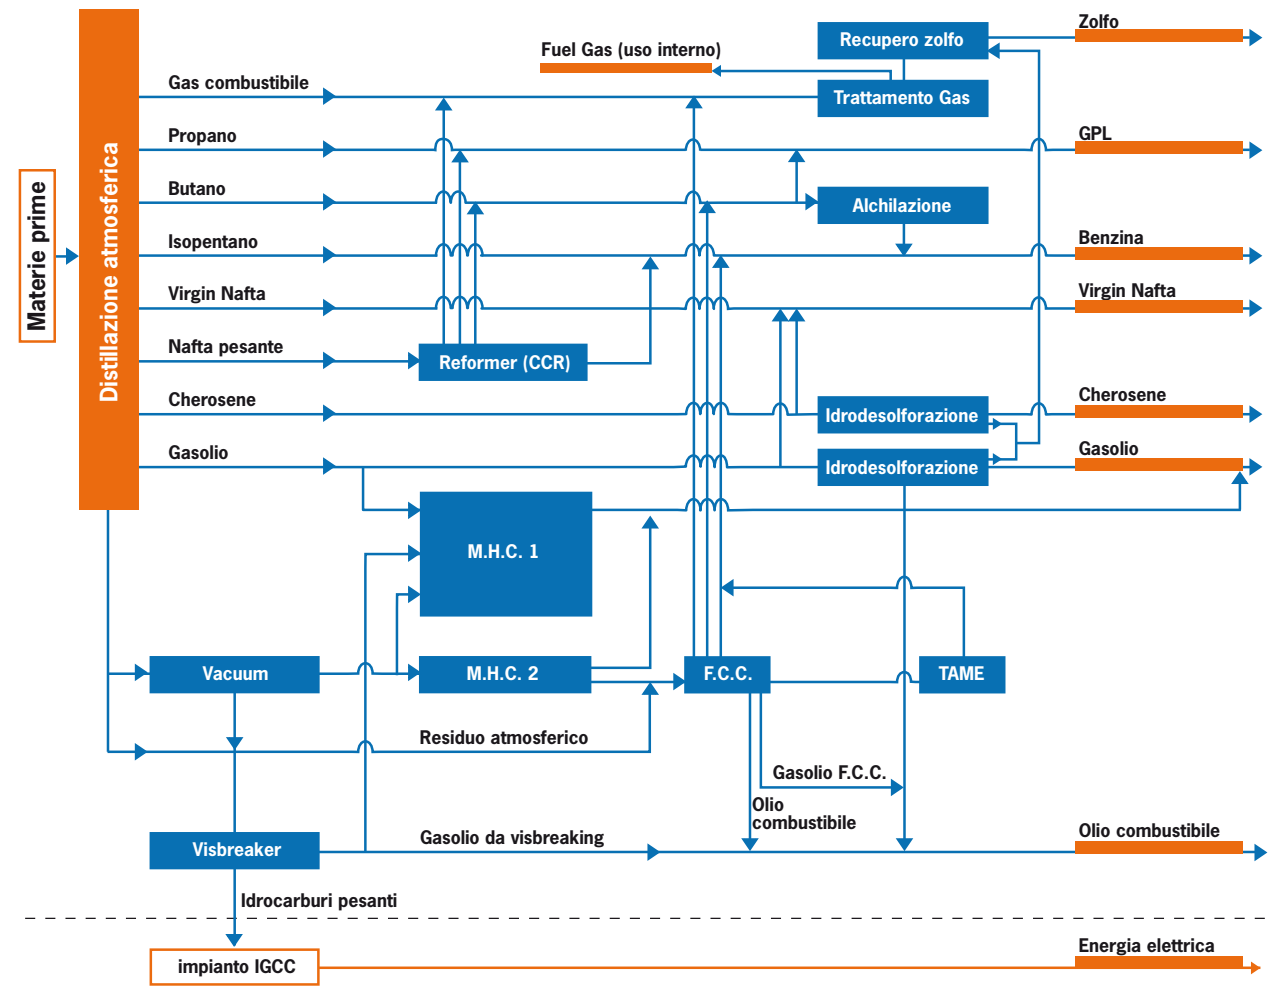 Materie prime
Distillazione atmosferica
Zolfo
Recupero zolfo
Fuel Gas (uso interno)
Gas combustibile
Trattamento Gas
Propano
GPL
Butano
Alchilazione
Isopentano
Benzina
Virgin Nafta
Virgin Nafta
Nafta pesante
Reformer (CCR)
Cherosene
Idrodesolforazione
Cherosene
Gasolio
Idrodesolforazione
Gasolio
M.H.C. 1
Vacuum
M.H.C. 2
F.C.C.
TAME
Residuo atmosferico
Gasolio F.C.C.
Olio
combustibile
Visbreaker
Gasolio da visbreaking
Olio combustibile
Idrocarburi pesanti
impianto IGCC
Energia elettrica